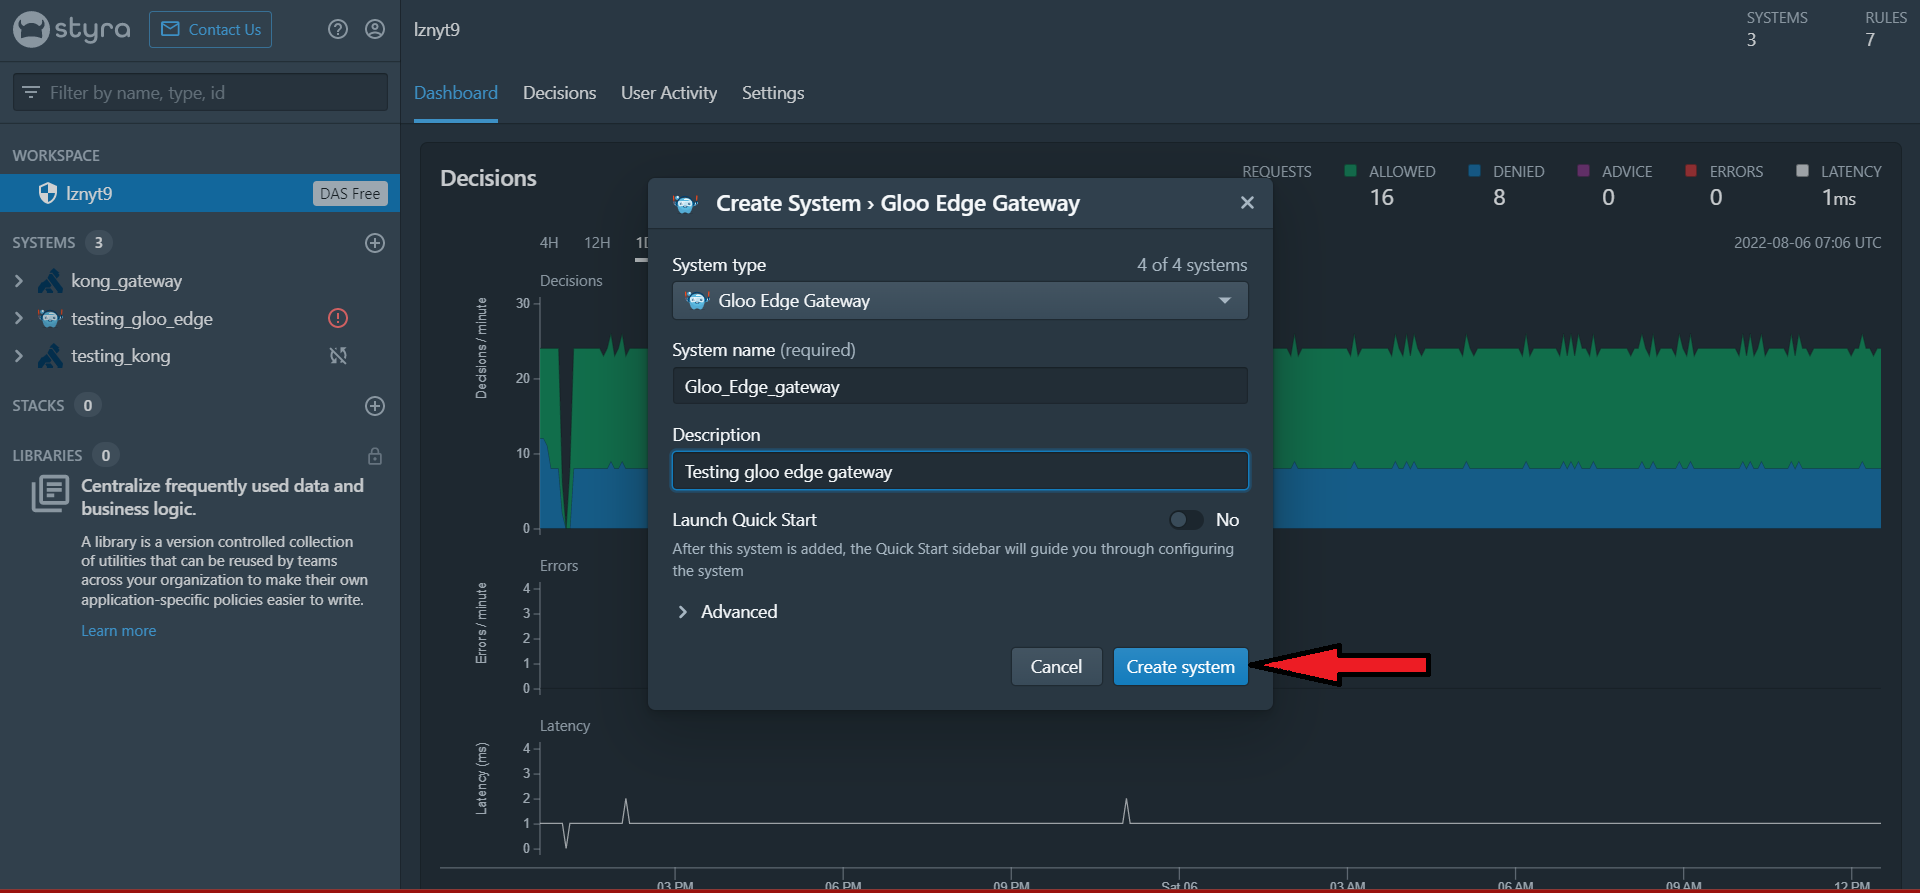 styra
Contact Us
lznyt9
SYSTEMS
3
RULES
7
Filter by name, type, id
Dashboard
Decisions
User Activity
Settings
WORKSPACE
lznyt9
DAS Free
SYSTEMS 3
kong_gateway
testing_gloo_edge
testing_kong
STACKS 0
LIBRARIES 0
Centralize frequently used data and
business logic.
A library is a version controlled collection
of utilities that can be reused by teams
across your organization to make their own
application-specific policies easier to write.
Learn more
Decisions
REQUESTS
ALLOWED
16
DENIED
8
ADVICE
0
ERRORS
0
LATENCY
1ms
4H
12H
2022-08-06 07:06 UTC
Decisions
Decisions / minute
30
20
10
0
Errors
Errors / minute
4
3
2
1
0
Latency
Latency (ms)
4
3
2
1
0
03 PM
06 PM
09 PM
Sat 06
03 AM
06 AM
09 AM
12 PM
Create System › Gloo Edge Gateway
System type
4 of 4 systems
Gloo Edge Gateway
System name (required)
Gloo_Edge_gateway
Description
Testing gloo edge gateway
Launch Quick Start
No
After this system is added, the Quick Start sidebar will guide you through configuring
the system
Advanced
Cancel
Create system